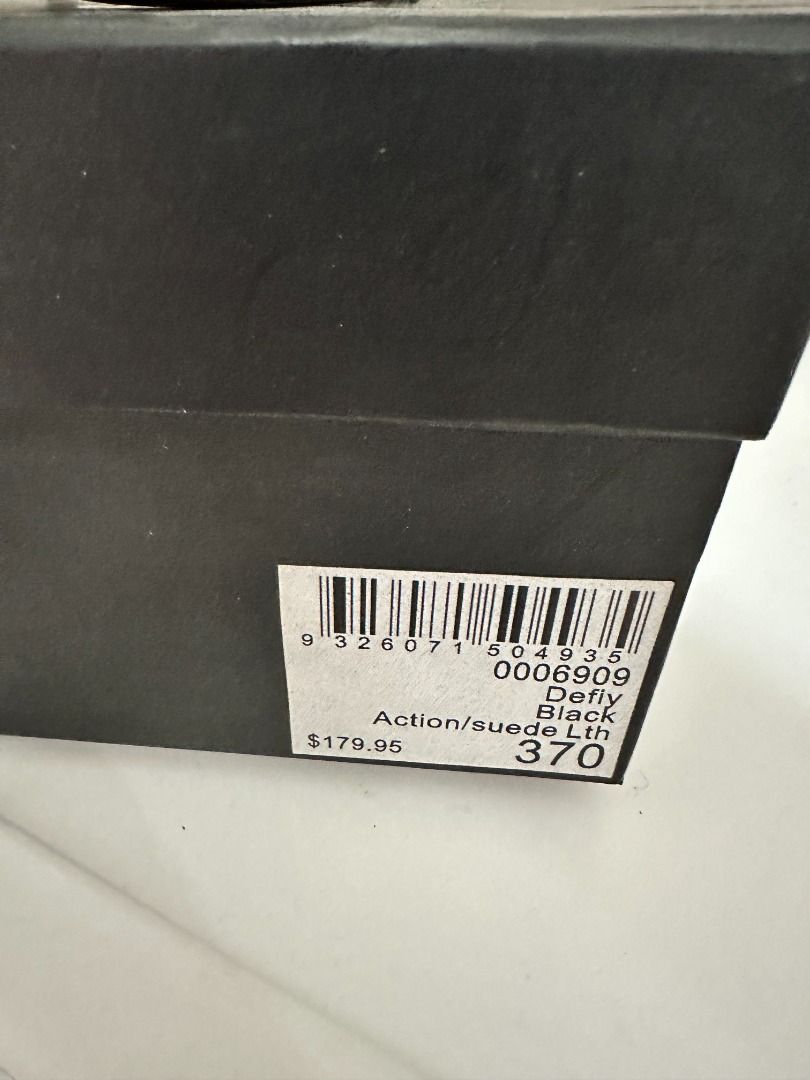 9 326071 504935
0006909
Defiy
Black
Action/suede Lth
$179.95 370